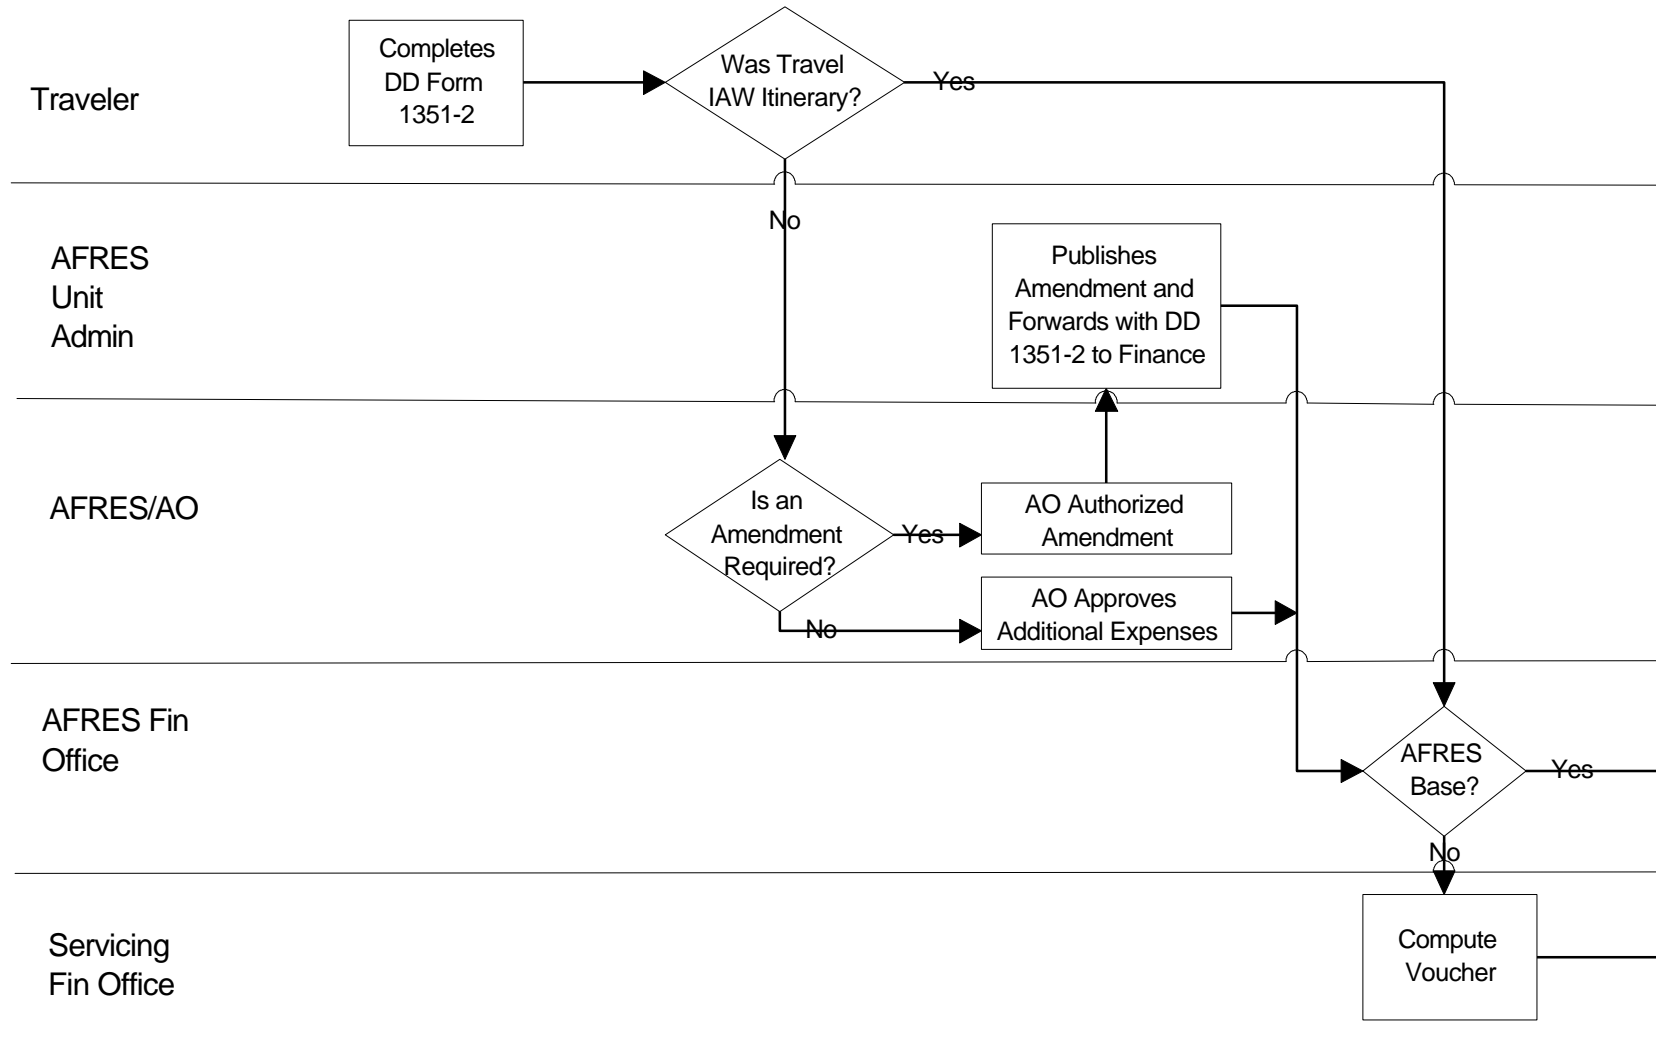 Traveler
Completes
DD Form
1351-2
Was Travel
IAW Itinerary?
Yes
No
AFRES
Unit
Admin
Publishes
Amendment and
Forwards with DD
1351-2 to Finance
AFRES/AO
Is an
Amendment
Required?
Yes
AO Authorized
Amendment
No
AO Approves
Additional Expenses
AFRES Fin
Office
AFRES
Base?
Yes
No
Servicing
Fin Office
Compute
Voucher